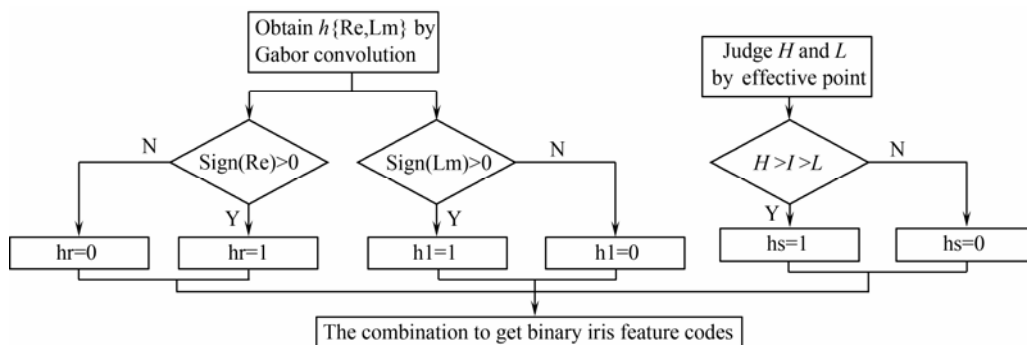 Obtain h{Re,Lm} by
Gabor convolution
Judge H and L
by effective point
N
Sign(Re)>0
Y
Sign(Lm)>0
N
Y
H >I >L
N
Y
hr=0
hr=1
h1=1
h1=0
hs=1
hs=0
The combination to get binary iris feature codes